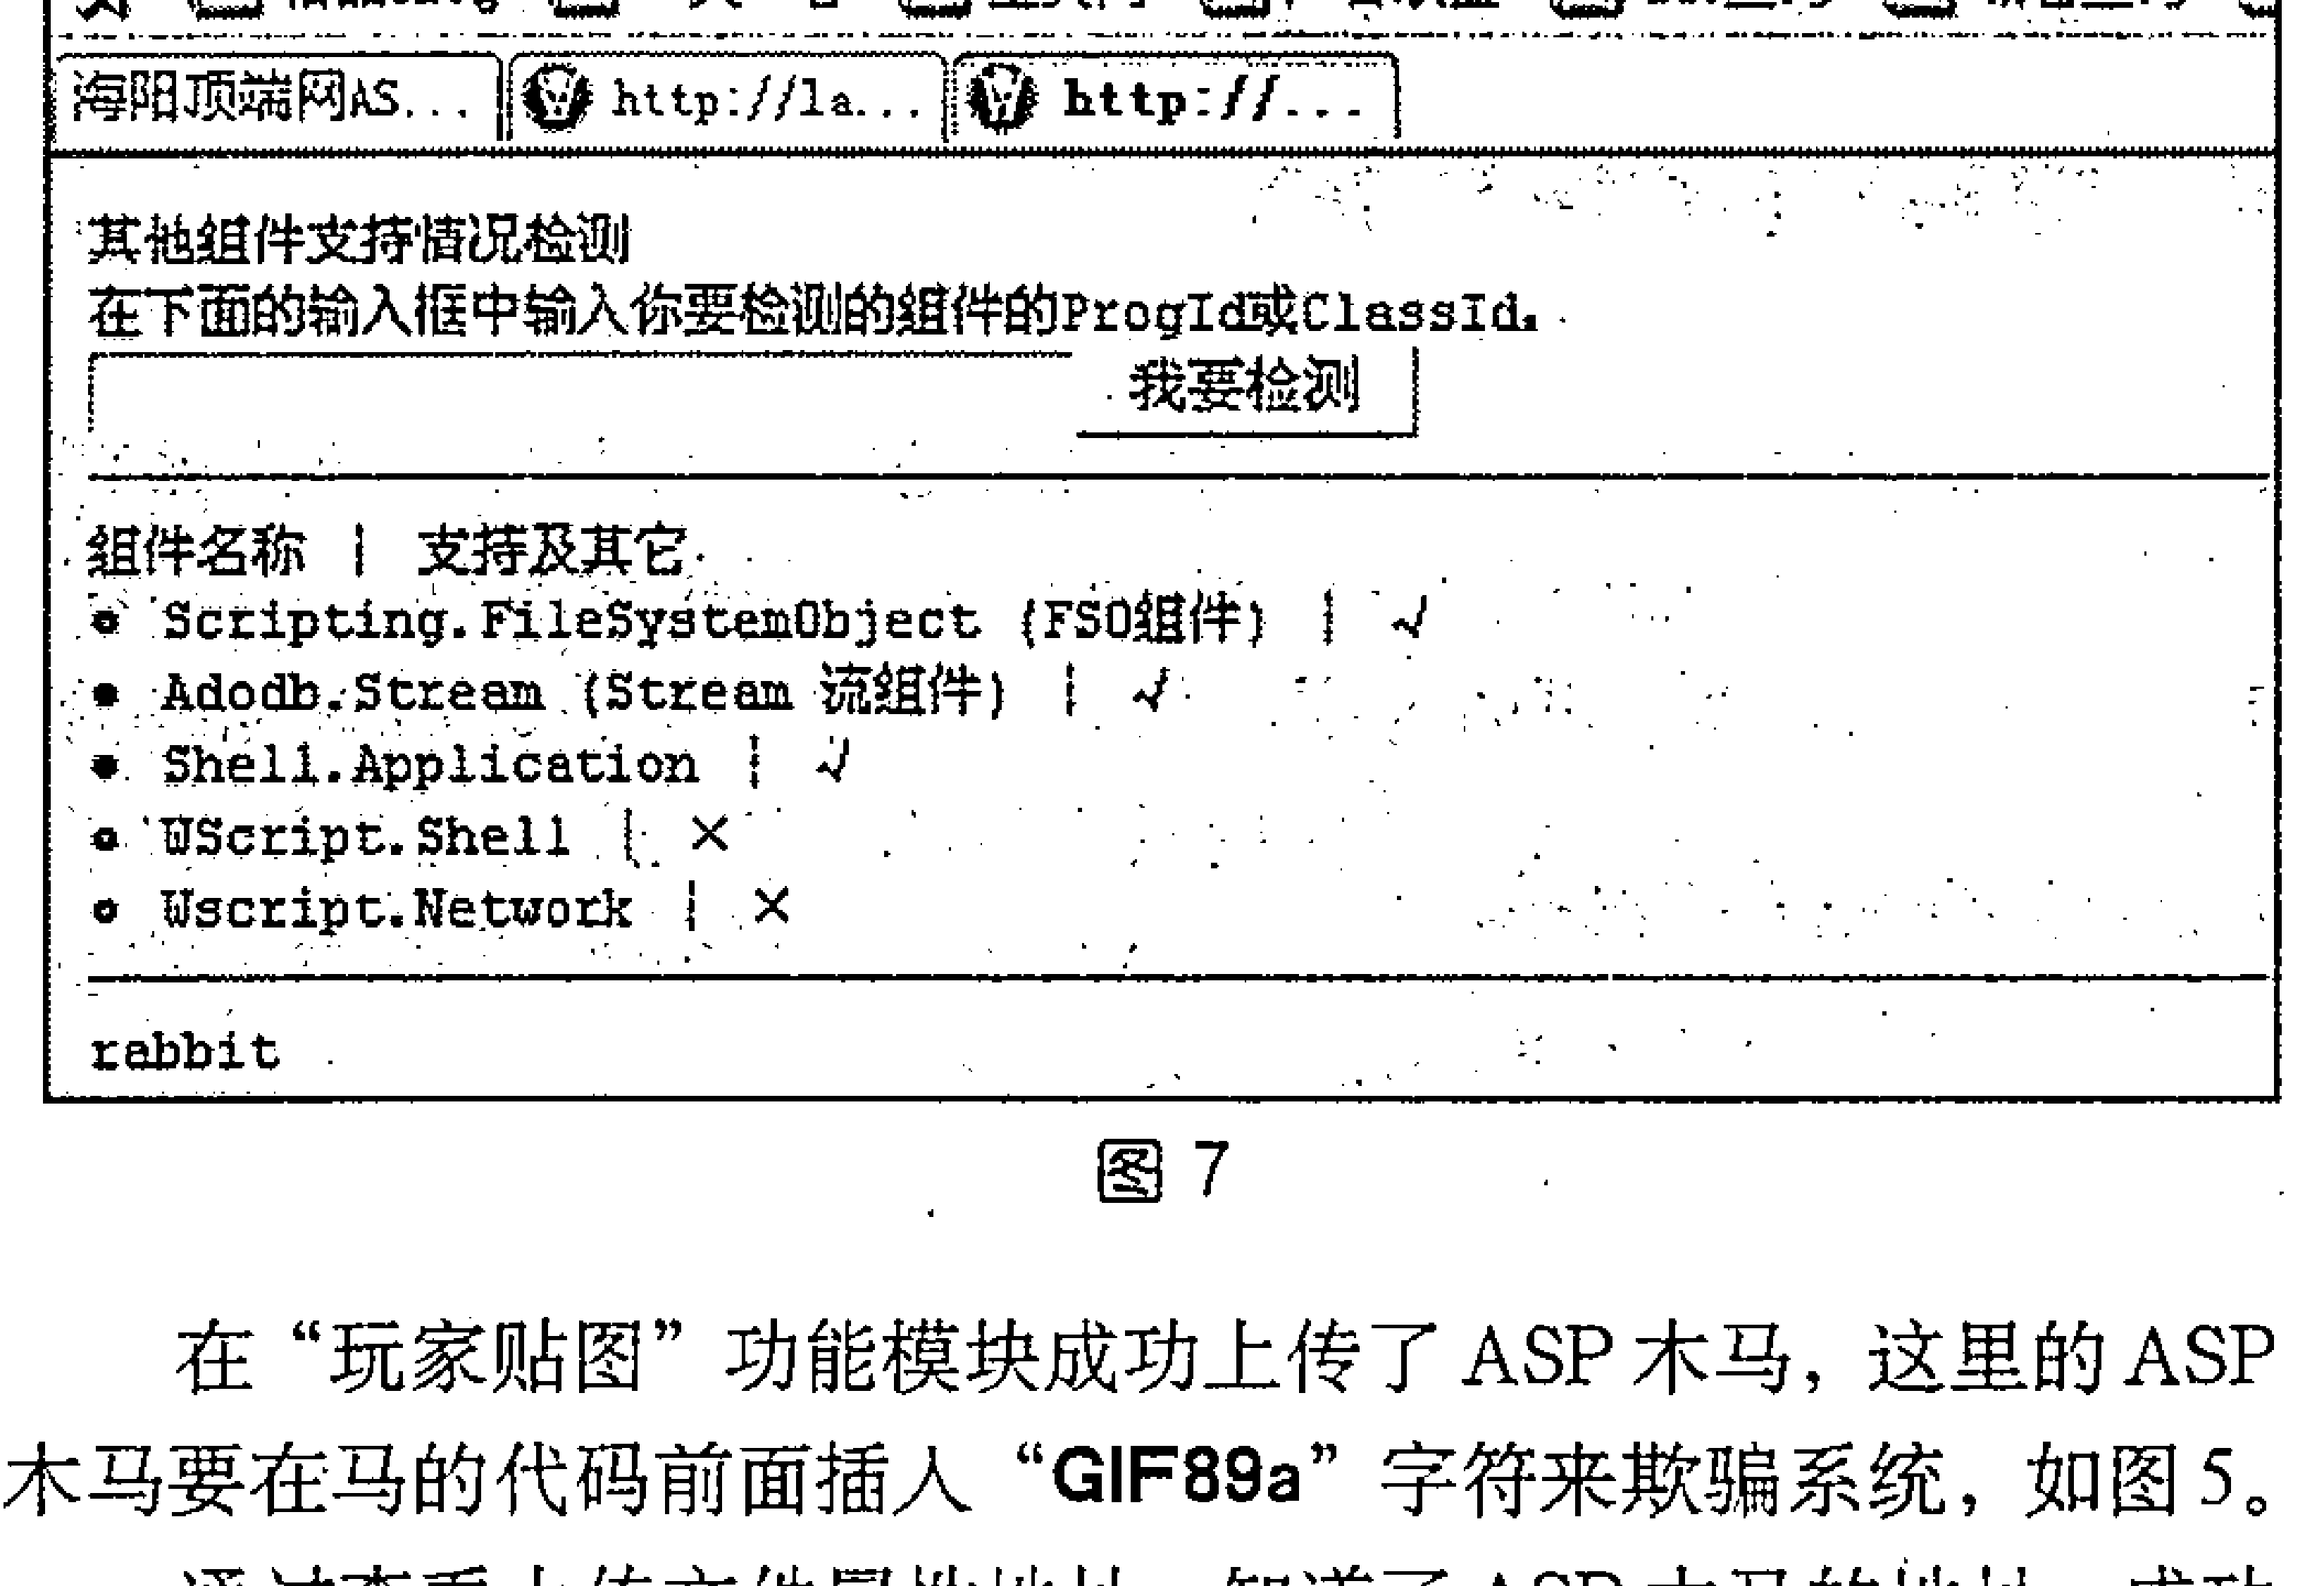 海阳顶端网AS... http://la... http://...
其他组件支持情况检测
在下面的输入框中输入你要检测的组件的ProgId或ClassId。
我要检测
组件名称 | 支持及其它
Scripting.FileSystemObject (FSO组件) | √
Adodb.Stream (Stream 流组件) | √
Shell.Application | √
WScript.Shell | ×
Wscript.Network | ×
rabbit
图 7
在“玩家贴图”功能模块成功上传了 ASP 木马，这里的 ASP
木马要在马的代码前面插入“GIF89a”字符来欺骗系统，如图 5。